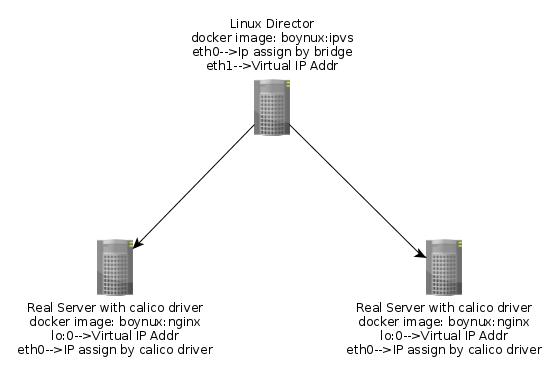 Linux Director
docker image: boynux:ipvs
eth0-->Ip assign by bridge
eth1-->Virtual IP Addr
Real Server with calico driver
docker image: boynux:nginx
lo:0-->Virtual IP Addr
eth0-->IP assign by calico driver
Real Server with calico driver
docker image: boynux:nginx
lo:0-->Virtual IP Addr
eth0-->IP assign by calico driver